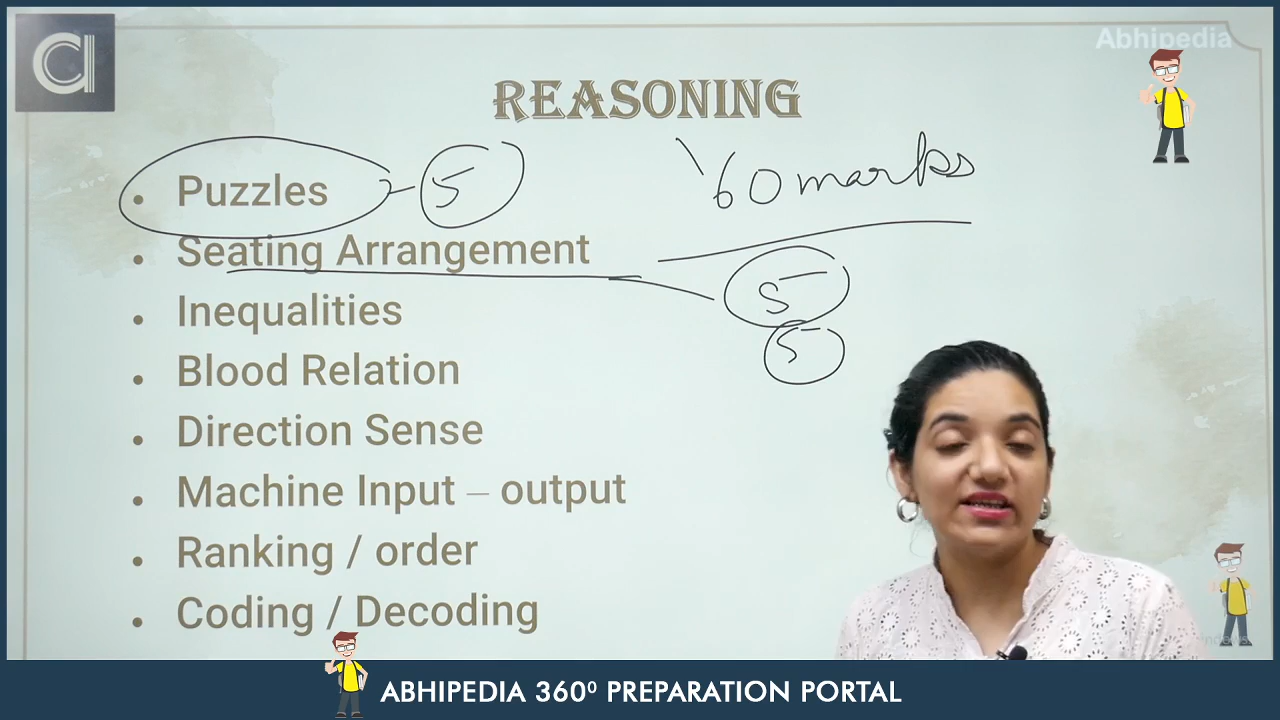 Abhipedia
REASONING
• Puzzles - 5
60 marks
• Seating Arrangement
5
• Inequalities
5
• Blood Relation
• Direction Sense
• Machine Input – output
• Ranking / order
• Coding / Decoding
ABHIPEDIA 360⁰ PREPARATION PORTAL